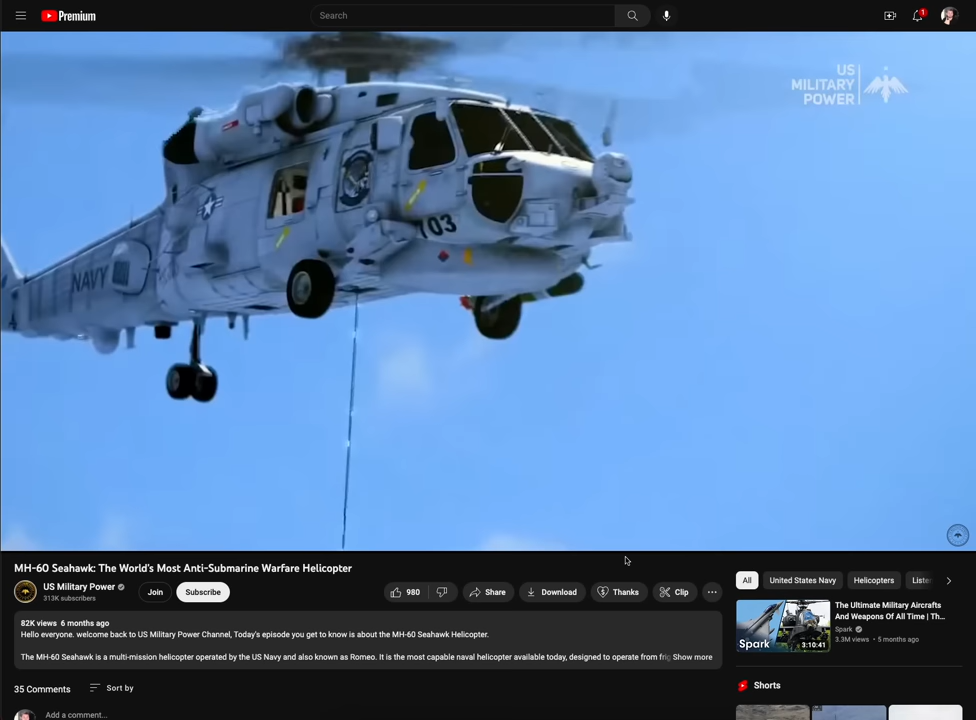 Premium
Search
1
US
MILITARY
POWER
NAVY
703
MH-60 Seahawk: The World's Most Anti-Submarine Warfare Helicopter
US Military Power
313K subscribers
Join
Subscribe
980
Share
Download
Thanks
Clip
82K views 6 months ago
Hello everyone. welcome back to US Military Power Channel, Today's episode you get to know is about the MH-60 Seahawk Helicopter.
The MH-60 Seahawk is a multi-mission helicopter operated by the US Navy and also known as Romeo. It is the most capable naval helicopter available today, designed to operate from frig Show more
35 Comments
Sort by
Add a comment...
All
United States Navy
Helicopters
Liste
Spark
3:10:41
The Ultimate Military Aircrafts
And Weapons Of All Time | Th...
Spark
3.3M views • 5 months ago
Shorts